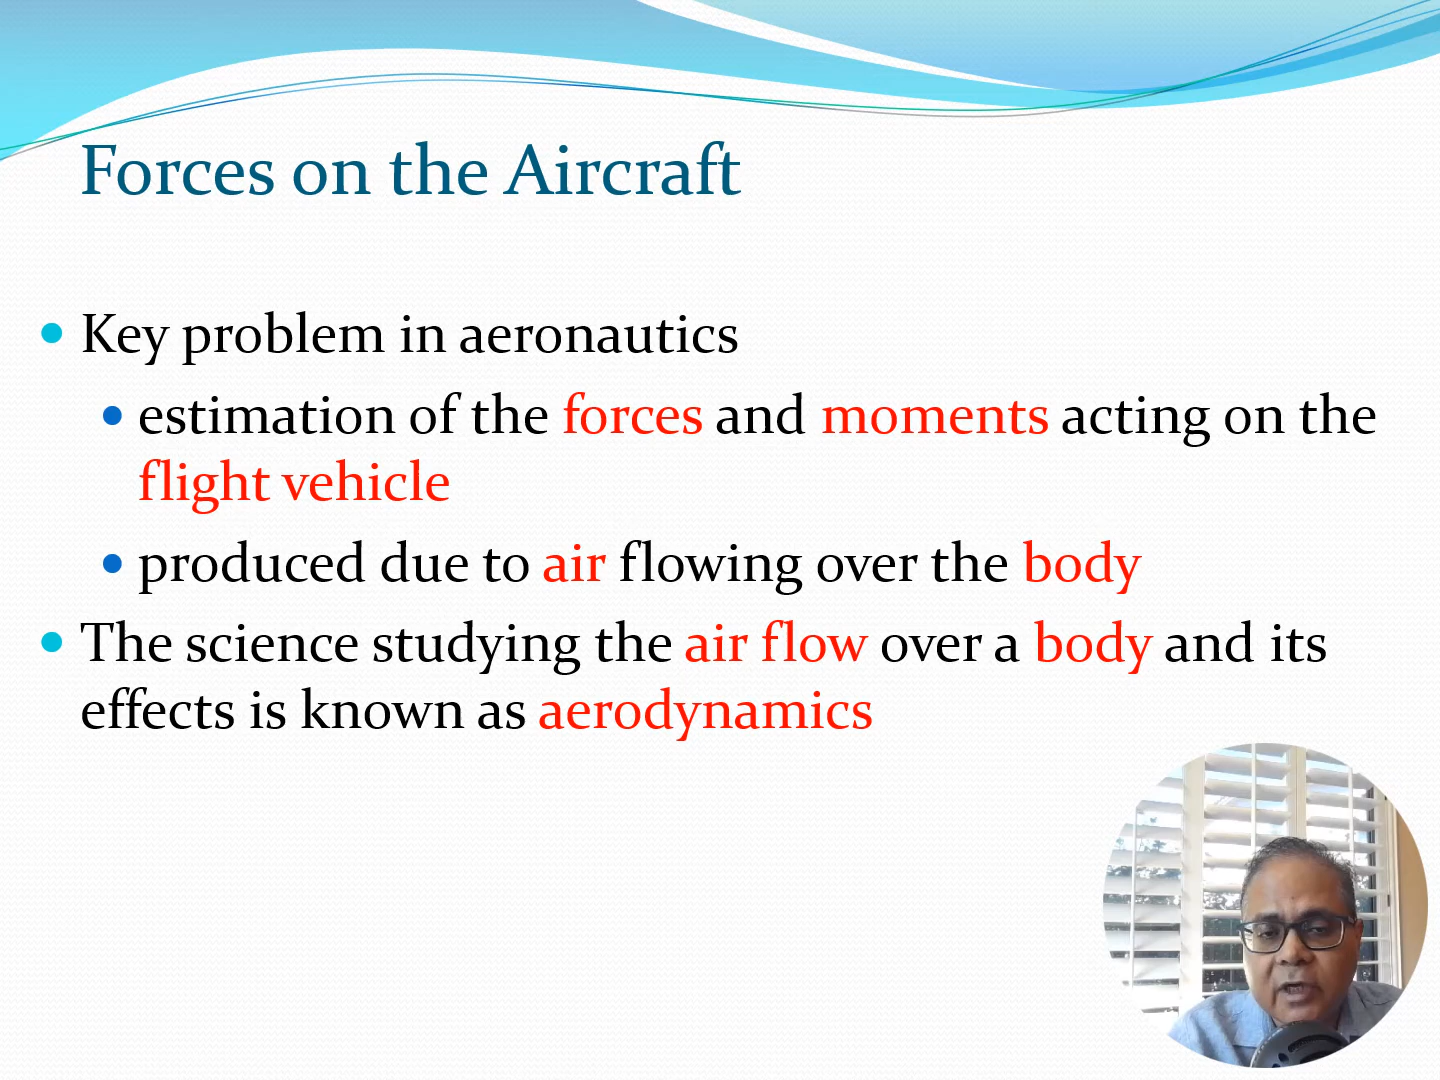 Forces on the Aircraft
Key problem in aeronautics
estimation of the forces and moments acting on the
flight vehicle
produced due to air flowing over the body
The science studying the air flow over a body and its
effects is known as aerodynamics